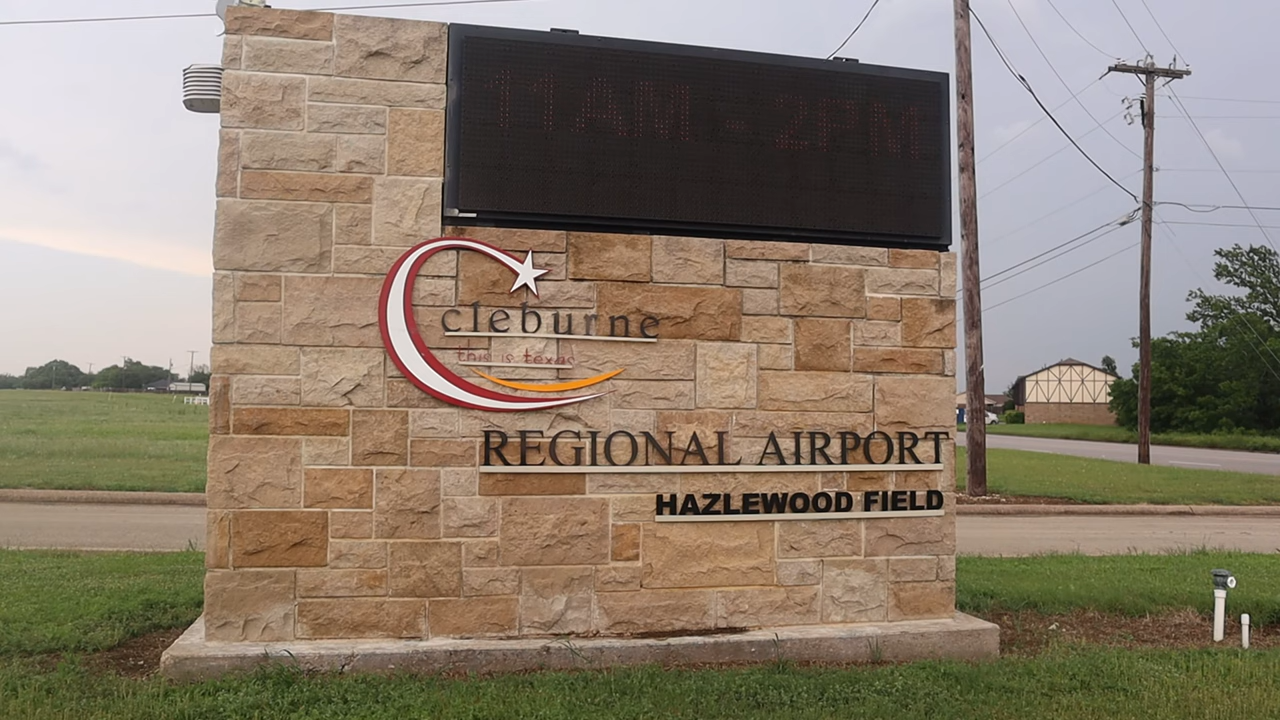 11AM - 2PM
cleburne
this is texas
REGIONAL AIRPORT
HAZLEWOOD FIELD